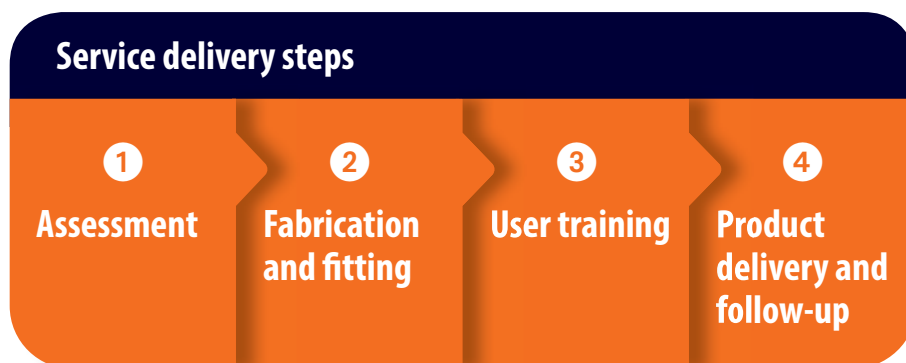 Service delivery steps
1
Assessment
2
Fabrication
and fitting
3
User training
4
Product
delivery and
follow-up